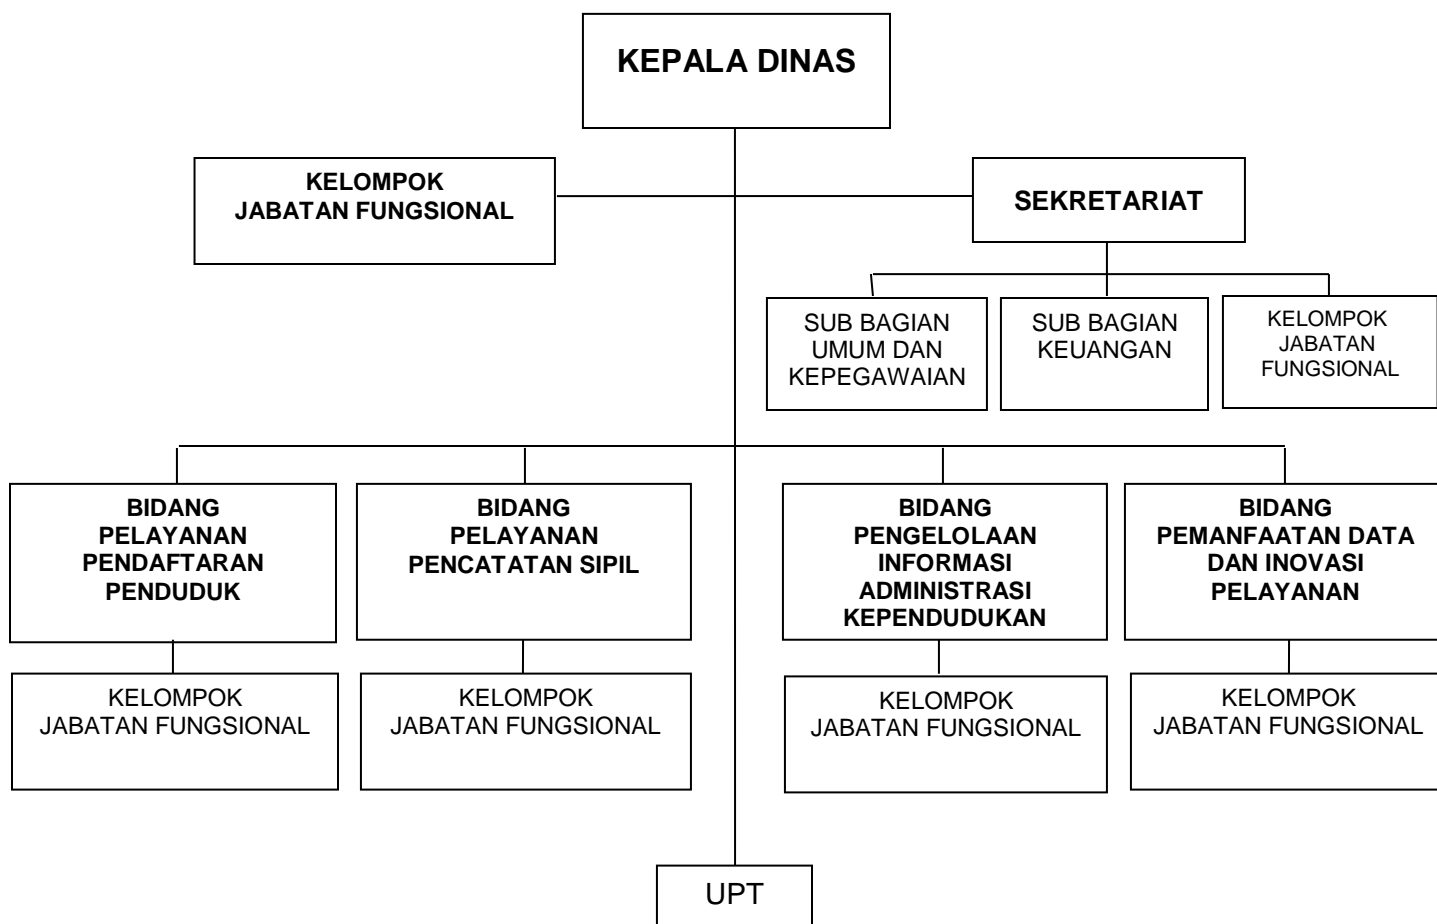 KEPALA DINAS
KELOMPOK
JABATAN FUNGSIONAL
SEKRETARIAT
SUB BAGIAN
UMUM DAN
KEPEGAWAIAN
SUB BAGIAN
KEUANGAN
KELOMPOK
JABATAN
FUNGSIONAL
BIDANG
PELAYANAN
PENDAFTARAN
PENDUDUK
BIDANG
PELAYANAN
PENCATATAN SIPIL
BIDANG
PENGELOLAAN
INFORMASI
ADMINISTRASI
KEPENDUDUKAN
BIDANG
PEMANFAATAN DATA
DAN INOVASI
PELAYANAN
KELOMPOK
JABATAN FUNGSIONAL
KELOMPOK
JABATAN FUNGSIONAL
KELOMPOK
JABATAN FUNGSIONAL
KELOMPOK
JABATAN FUNGSIONAL
UPT